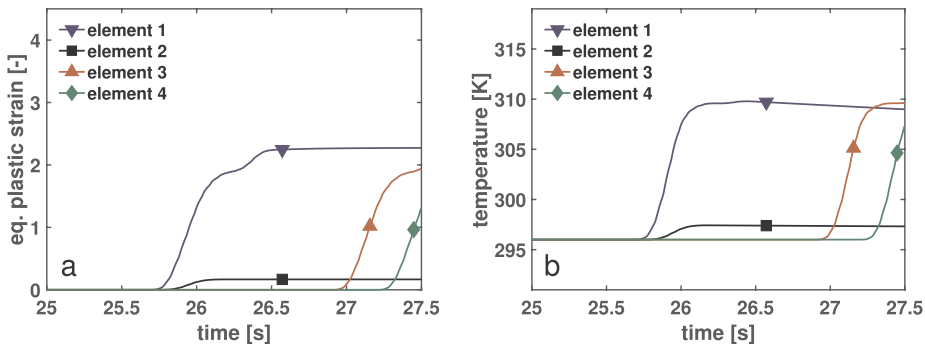 element 1
element 2
element 3
element 4
eq. plastic strain [-]
4
3
2
1
0
a
25 25.5 26 26.5 27 27.5
time [s]
element 1
element 2
element 3
element 4
temperature [K]
315
310
305
300
295
b
25 25.5 26 26.5 27 27.5
time [s]